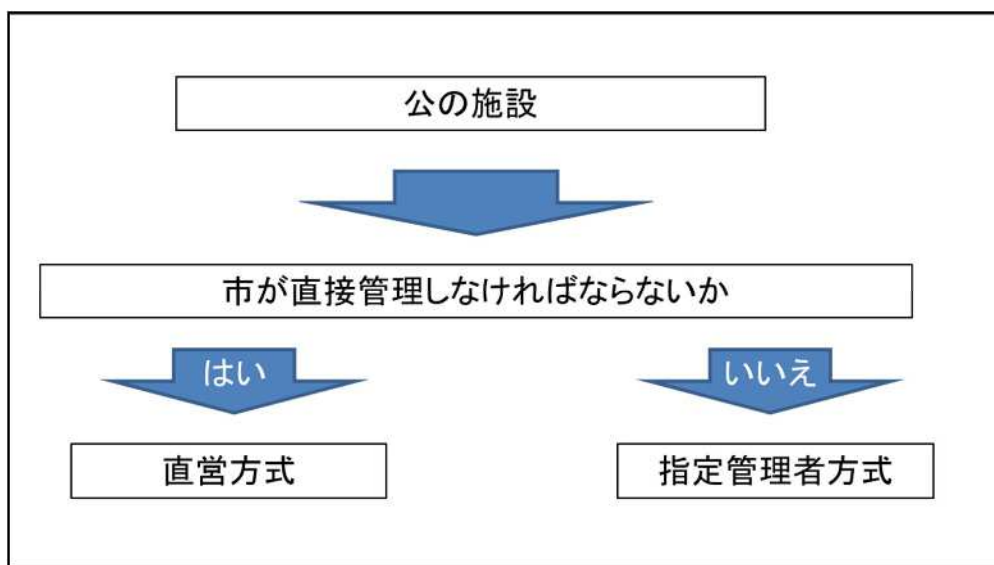 公の施設
市が直接管理しなければならないか
はい
いいえ
直営方式
指定管理者方式